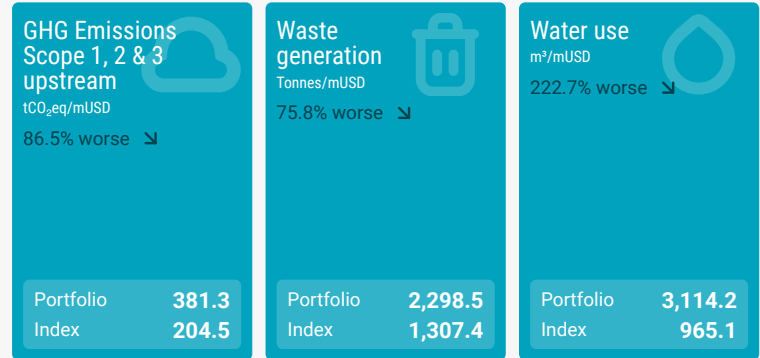 GHG Emissions
Scope 1, 2 & 3
upstream
tCO₂eq/mUSD
86.5% worse
Portfolio 381.3
Index 204.5
Waste
generation
Tonnes/mUSD
75.8% worse
Portfolio 2,298.5
Index 1,307.4
Water use
m³/mUSD
222.7% worse
Portfolio 3,114.2
Index 965.1